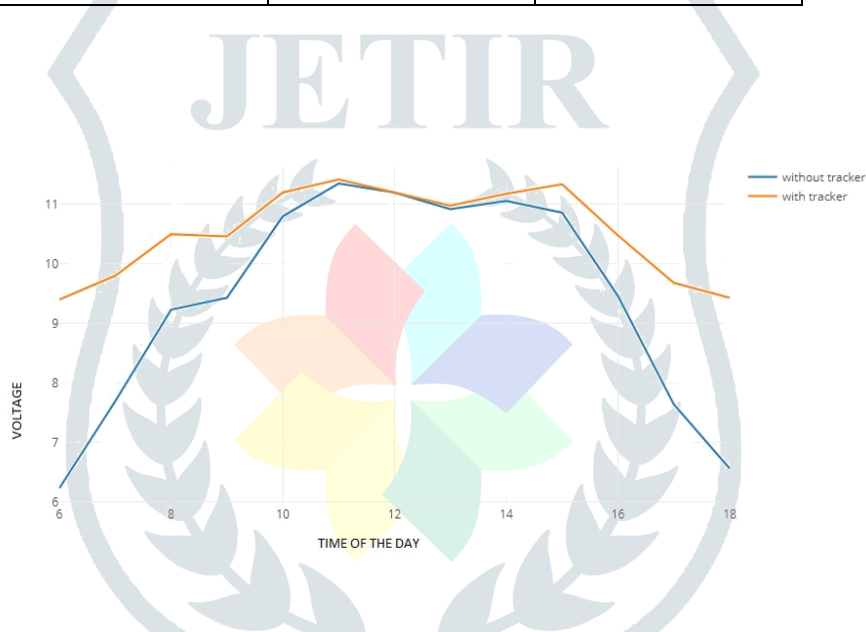 JETIR
without tracker
with tracker
11
10
9
8
7
6
VOLTAGE
6 8 10 12 14 16 18
TIME OF THE DAY